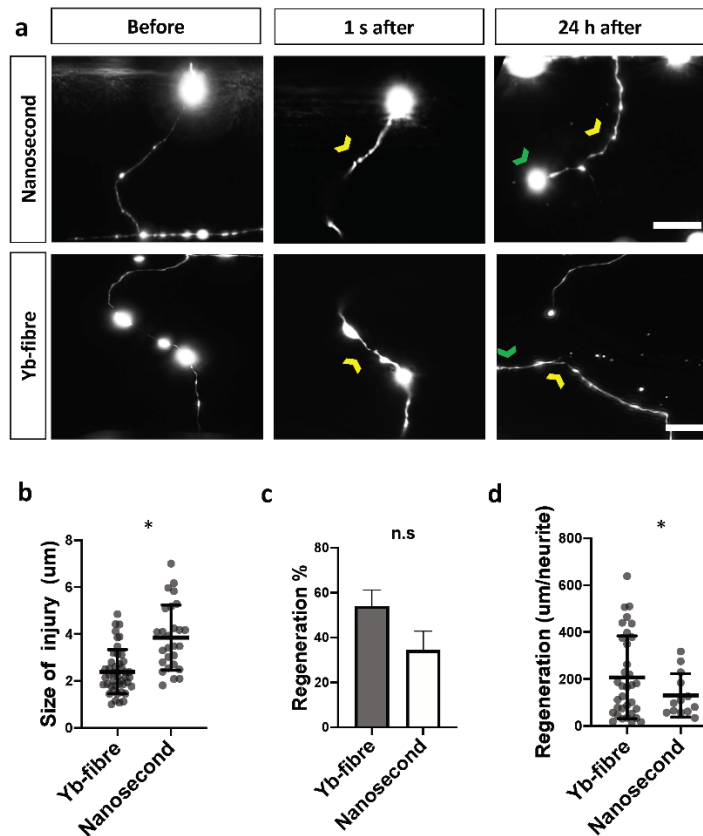 a
Before
1 s after
24 h after
Nanosecond
Yb-fibre
b
c
d
*
n.s
*
Size of injury (um)
8
6
4
2
0
Yb-fibre
Nanosecond
Regeneration %
80
60
40
20
0
Yb-fibre
Nanosecond
Regeneration (um/neurite)
800
600
400
200
0
Yb-fibre
Nanosecond